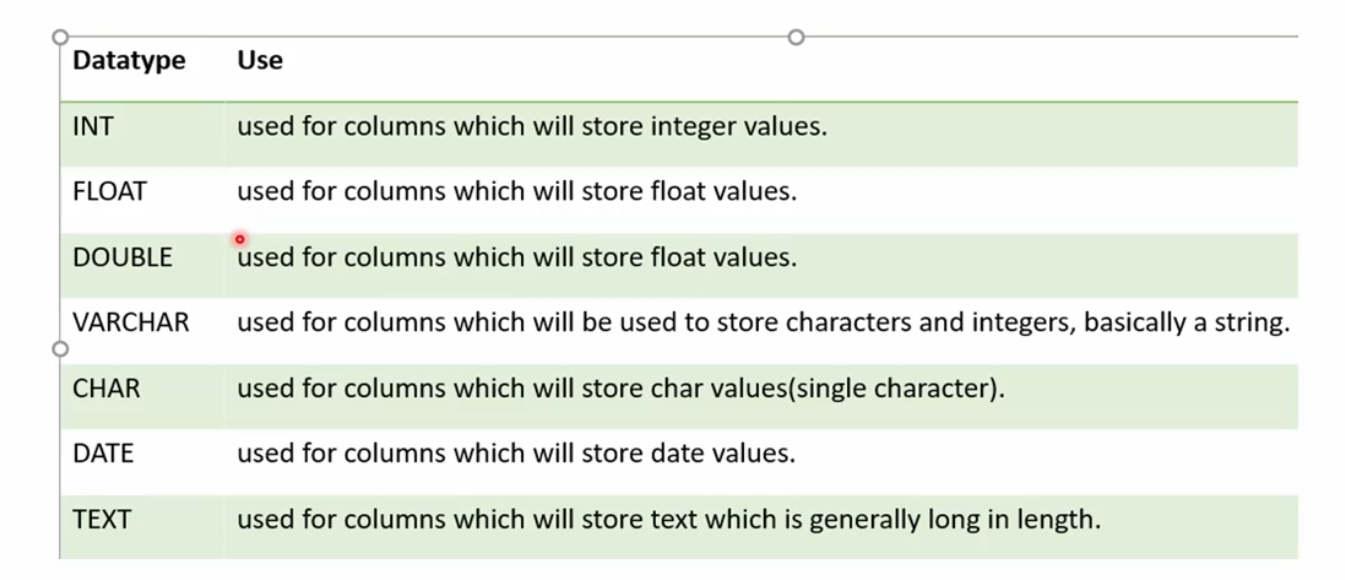 Datatype Use
INT used for columns which will store integer values.
FLOAT used for columns which will store float values.
DOUBLE used for columns which will store float values.
VARCHAR used for columns which will be used to store characters and integers, basically a string.
CHAR used for columns which will store char values(single character).
DATE used for columns which will store date values.
TEXT used for columns which will store text which is generally long in length.